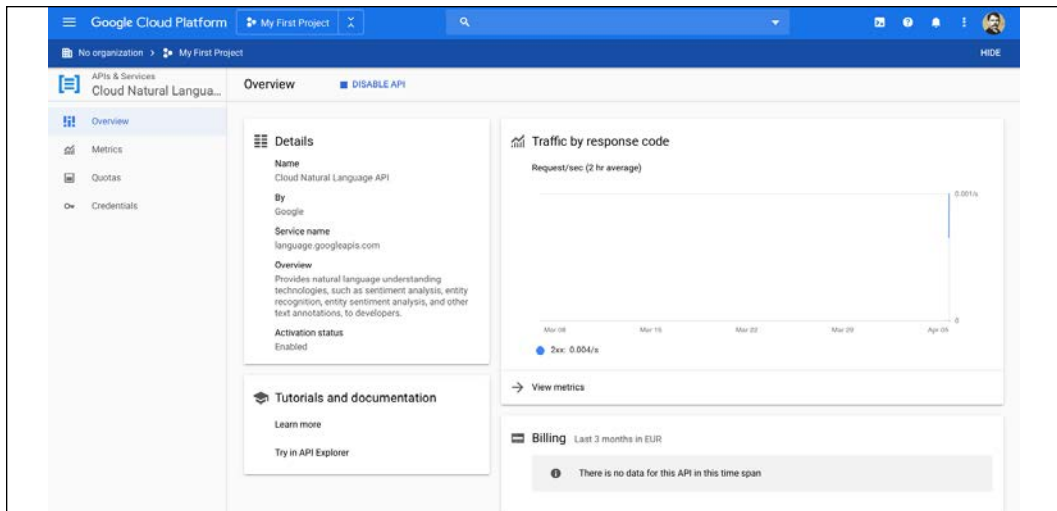 Google Cloud Platform
My First Project
No organization
My First Project
HIDE
APIs & Services
Cloud Natural Langua...
Overview
DISABLE API
Overview
Metrics
Quotas
Credentials
Details
Name
Cloud Natural Language API
By
Google
Service name
language.googleapis.com
Overview
Provides natural language understanding
technologies, such as sentiment analysis, entity
recognition, entity sentiment analysis, and other
text annotations, to developers.
Activation status
Enabled
Tutorials and documentation
Learn more
Try in API Explorer
Traffic by response code
Request/sec (2 hr average)
0.001/s
0
Mar 08 Mar 15 Mar 22 Mar 29 Apr 05
2xx: 0.004/s
View metrics
Billing Last 3 months in EUR
There is no data for this API in this time span